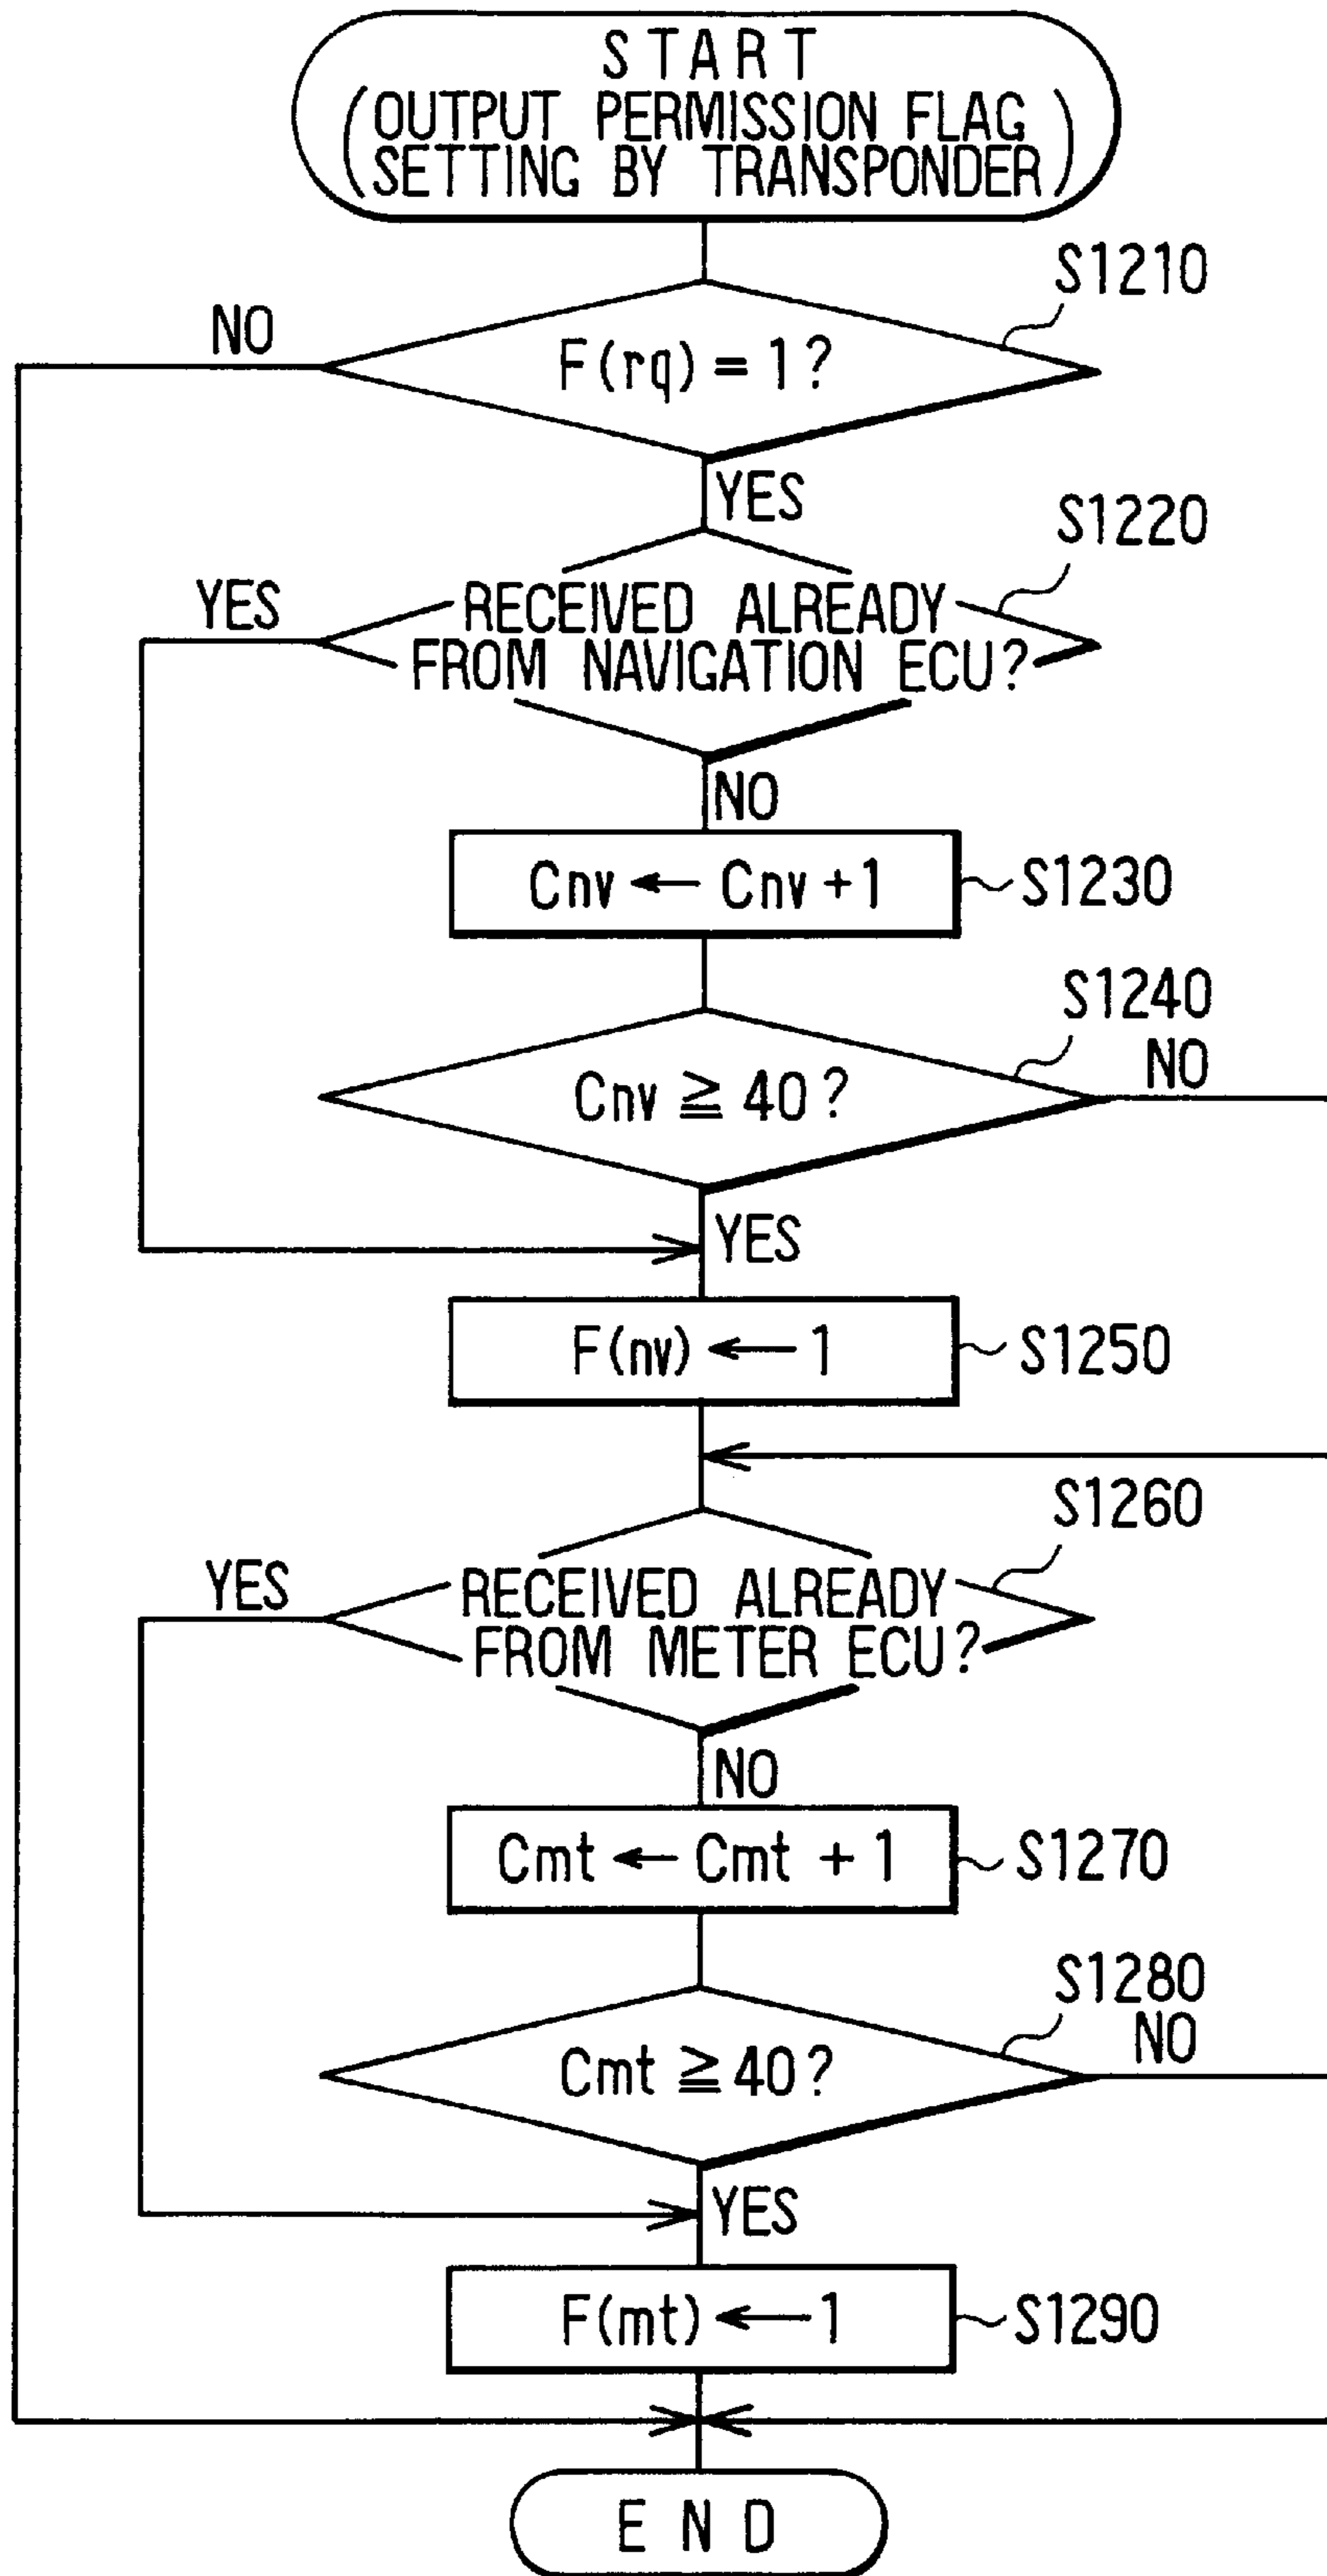 START
(OUTPUT PERMISSION FLAG
SETTING BY TRANSPONDER)
S1210
NO
F(rq) = 1?
YES
S1220
YES
RECEIVED ALREADY
FROM NAVIGATION ECU?
NO
Cnv ← Cnv + 1
S1230
S1240
NO
Cnv ≧ 40?
YES
F(nv) ← 1
S1250
S1260
YES
RECEIVED ALREADY
FROM METER ECU?
NO
Cmt ← Cmt + 1
S1270
S1280
NO
Cmt ≧ 40?
YES
F(mt) ← 1
S1290
END